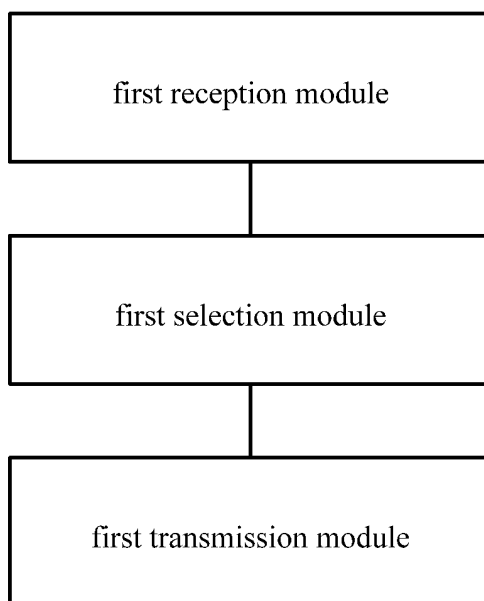 first reception module
first selection module
first transmission module